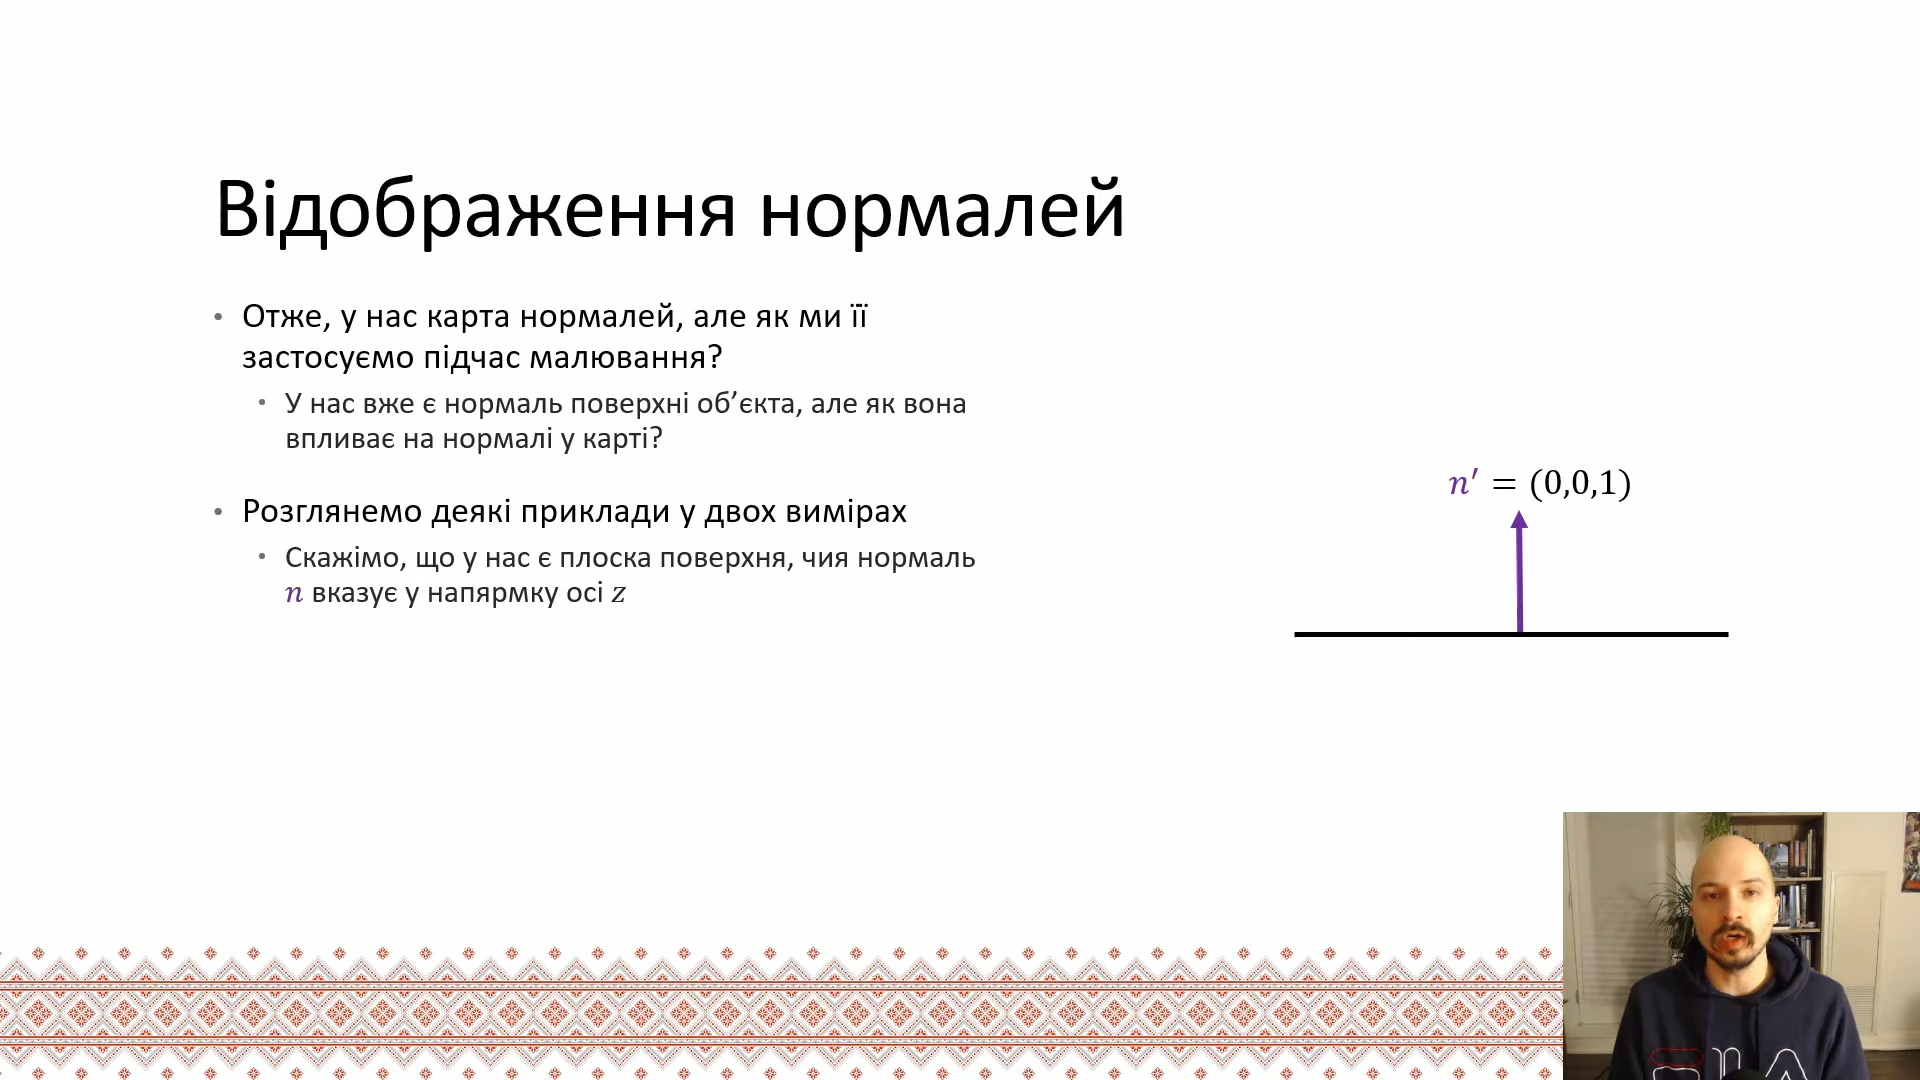 Відображення нормалей
• Отже, у нас карта нормалей, але як ми її
застосуємо підчас малювання?
• У нас вже є нормаль поверхні об’єкта, але як вона
впливає на нормалі у карті?
• Розглянемо деякі приклади у двох вимірах
• Скажімо, що у нас є плоска поверхня, чия нормаль
n вказує у напярмку осі z
n′ = (0,0,1)